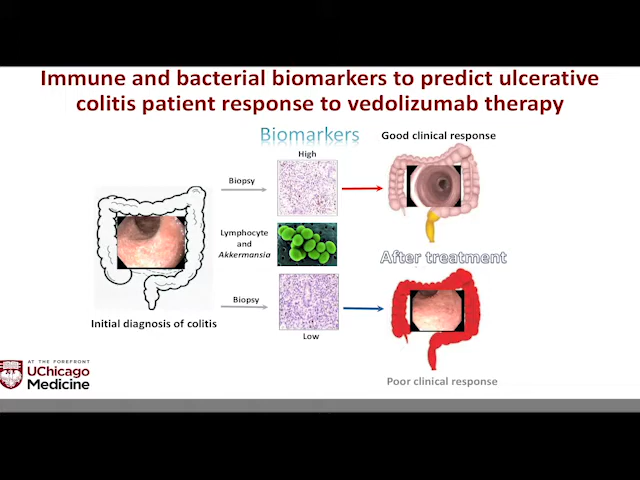 Immune and bacterial biomarkers to predict ulcerative
colitis patient response to vedolizumab therapy
Biomarkers
Good clinical response
High
Biopsy
Lymphocyte
and
Akkermansia
After treatment
Biopsy
Initial diagnosis of colitis
Low
AT THE FOREFRONT
UChicago
Medicine
Poor clinical response